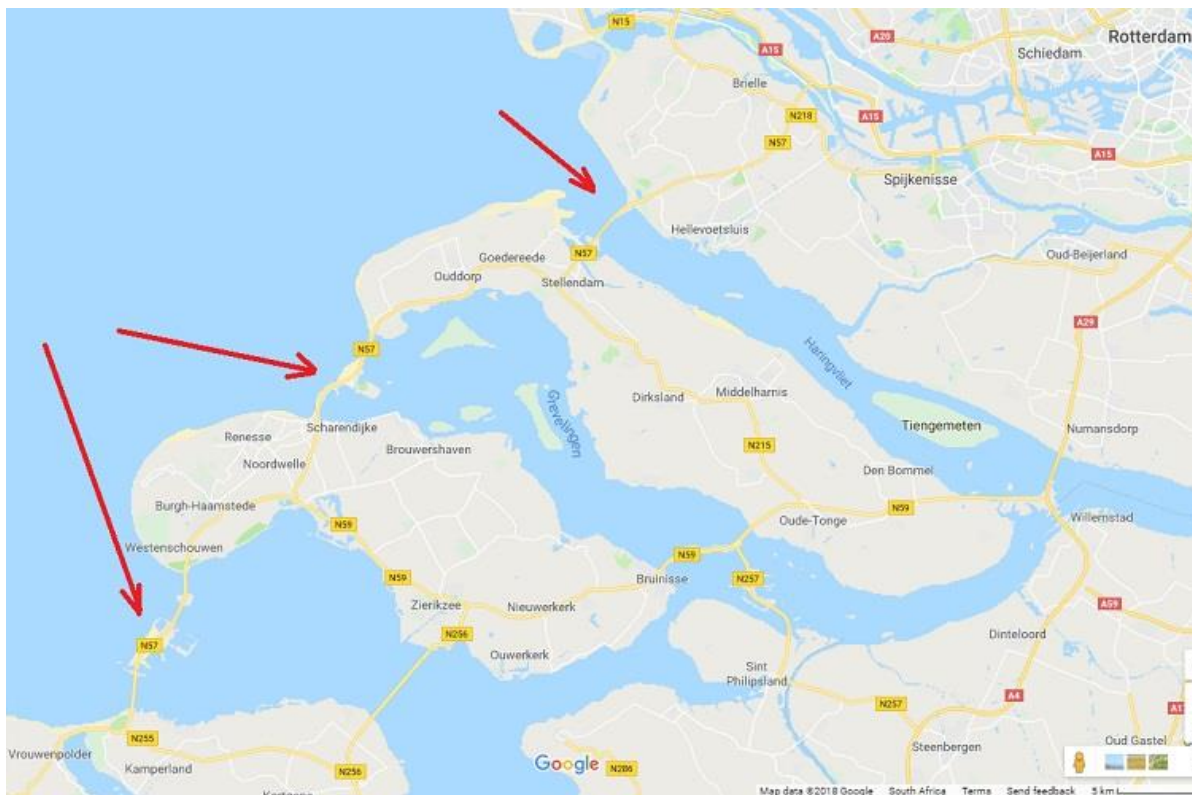 N15
A20
Rotterdam
A15
Schiedam
Brielle
N218
A15
A15
N57
A15
Spijkenisse
Hellevoetsluis
Goedereede
N57
Oud-Beijerland
Ouddorp
Stellendam
A29
N57
Haringvliet
Dirksland
Middelharnis
Grevelingen
Tiengemeten
Scharendijke
Renesse
Brouwershaven
Numansdorp
N215
Noordwelle
Den Bommel
Burgh-Haamstede
N59
Oude-Tonge
N59
Willemstad
Westenschouwen
N59
N59
Bruinisse
N257
Zierikzee
Nieuwerkerk
A59
N256
Dinteloord
N57
Ouwerkerk
Sint
Philipsland
A4
N257
N255
Vrouwenpolder
Steenbergen
Oud Gastel
Kamperland
N256
Google
N286
Map data ©2018 Google South Africa Terms Send feedback 5 km